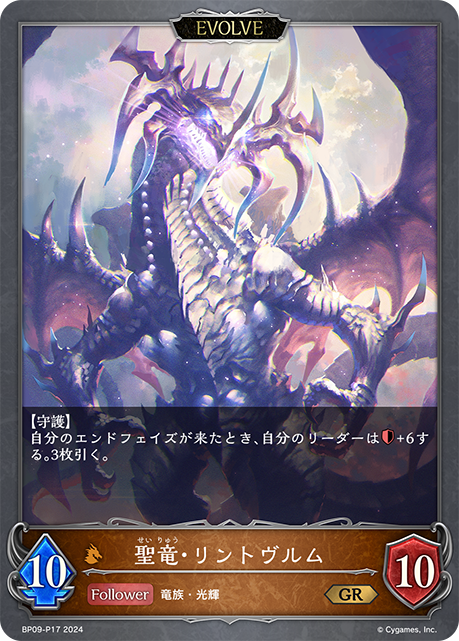 EVOLVE
【守護】
自分のエンドフェイズが来たとき、自分のリーダーは+6す
る。3枚引く。
せい りゅう
聖竜・リントヴルム
10
Follower 竜族・光輝 GR
10
BP09-P17 2024 © Cygames, Inc.